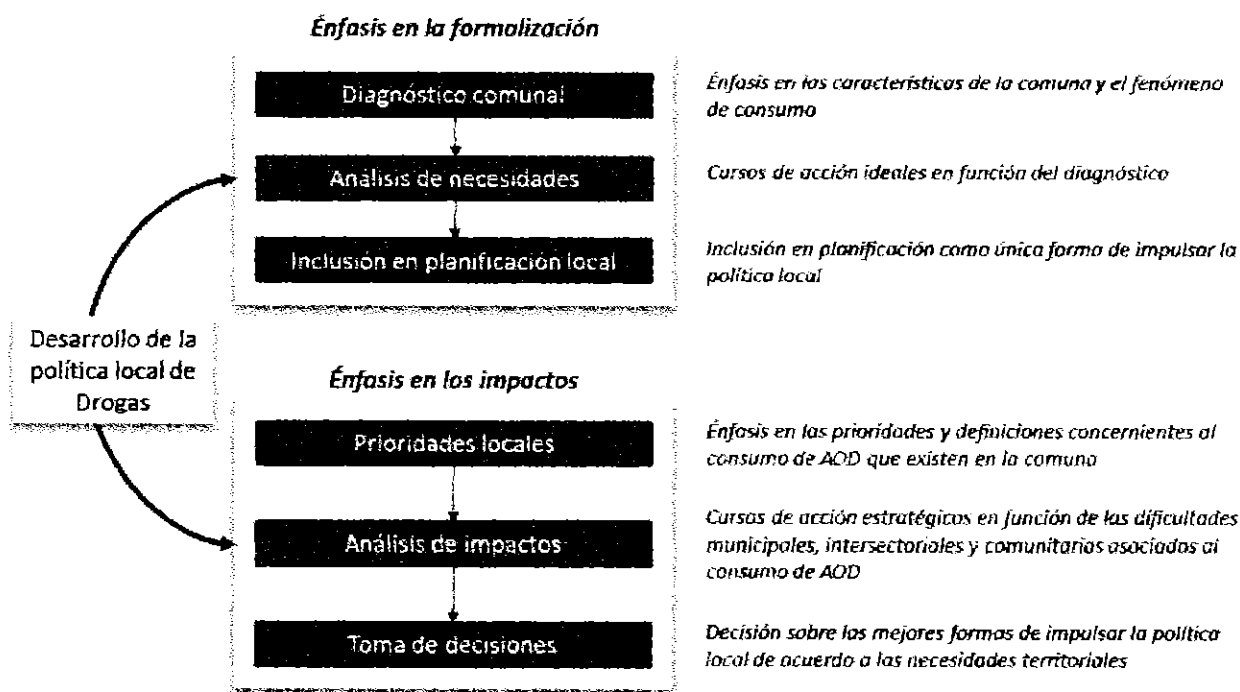 Énfasis en la formalización
Diagnóstico comunal
Énfasis en las características de la comuna y el fenómeno
de consumo
Análisis de necesidades
Cursos de acción ideales en función del diagnóstico
Inclusión en planificación local
Inclusión en planificación como única forma de impulsar la
política local
Desarrollo de la
política local de
Drogas
Énfasis en los impactos
Prioridades locales
Énfasis en las prioridades y definiciones concernientes al
consumo de AOD que existen en la comuna
Análisis de impactos
Cursos de acción estratégicos en función de las dificultades
municipales, intersectoriales y comunitarias asociados al
consumo de AOD
Toma de decisiones
Decisión sobre las mejores formas de impulsar la política
local de acuerdo a las necesidades territoriales